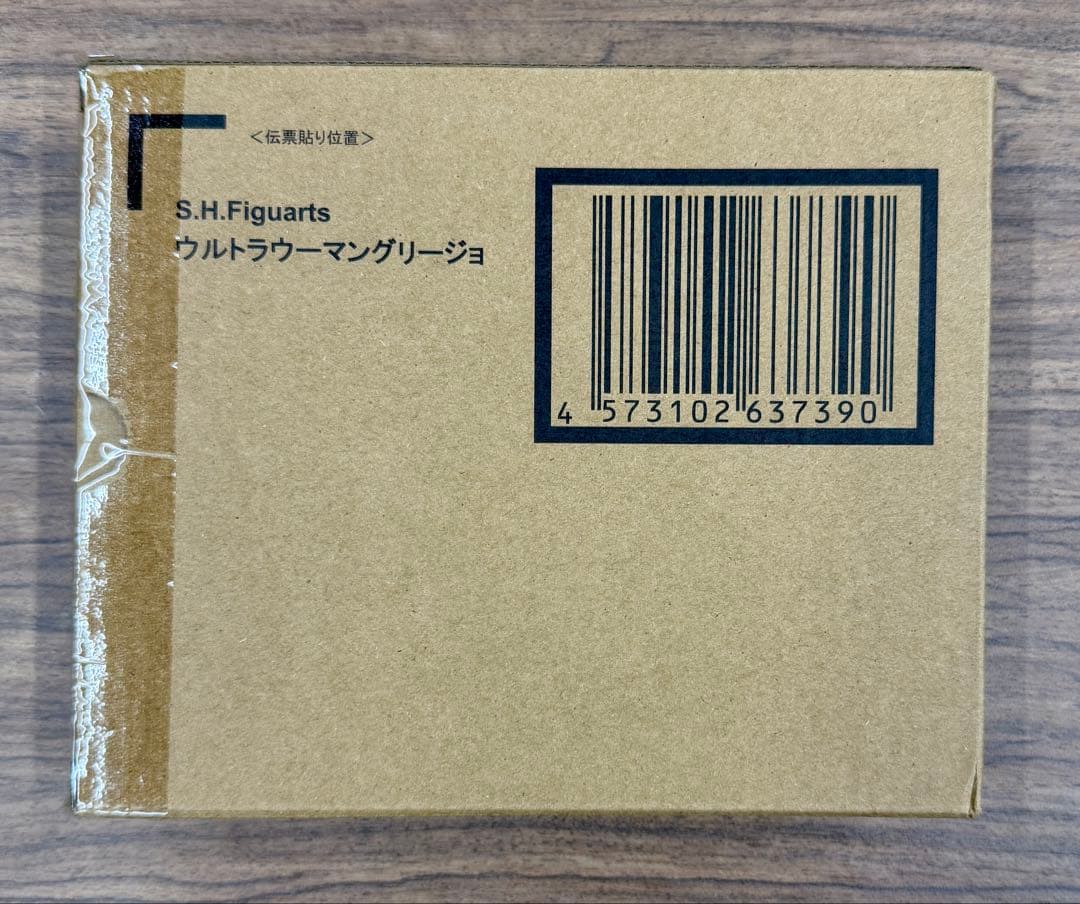 ＜伝票貼り位置＞
S.H.Figuarts
ウルトラウーマングリージョ
4 573102 637390